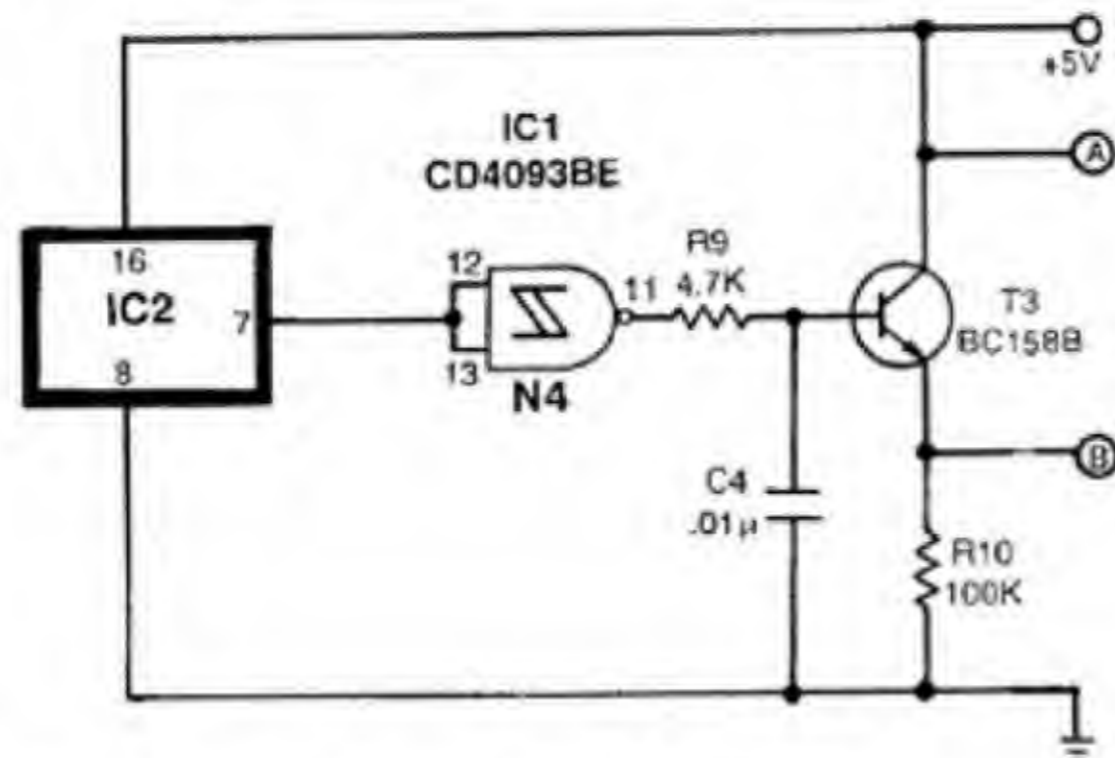 +5V
A
IC1
CD4093BE
16
IC2
7
8
12
13
11
N4
R9
4.7K
T3
BC158B
B
C4
.01µ
R10
100K